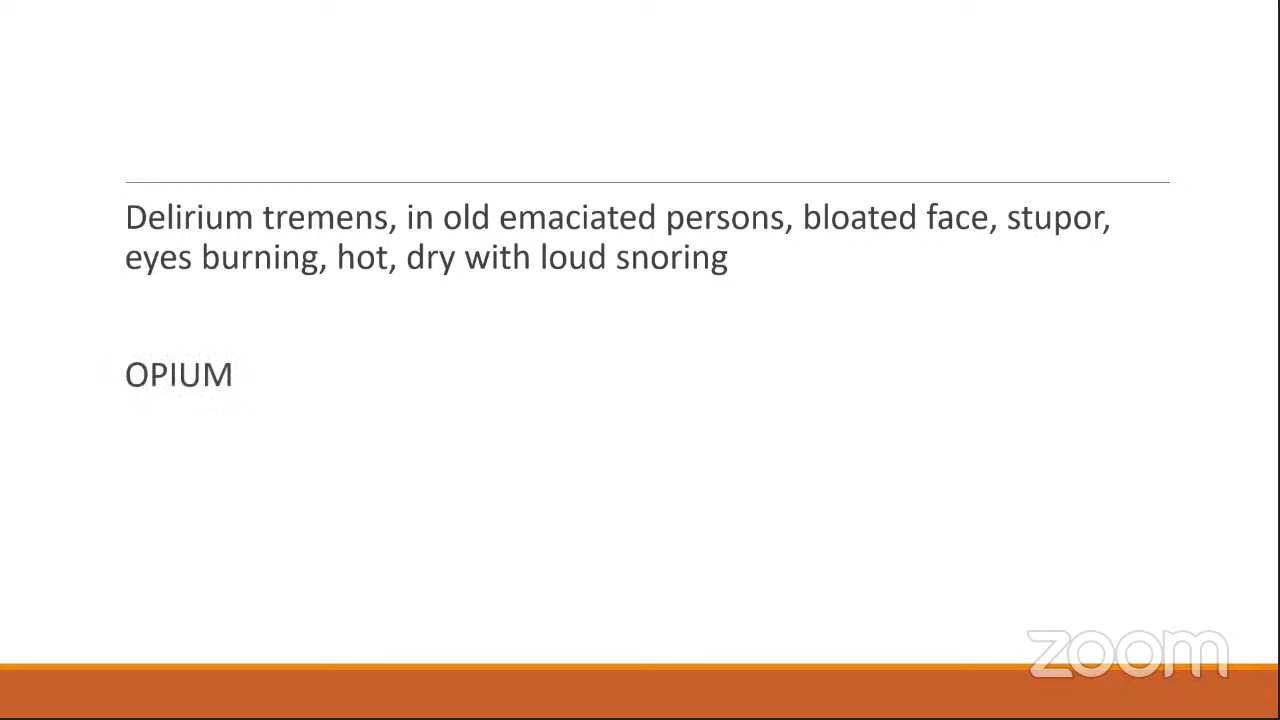 Delirium tremens, in old emaciated persons, bloated face, stupor,
eyes burning, hot, dry with loud snoring
OPIUM
zoom